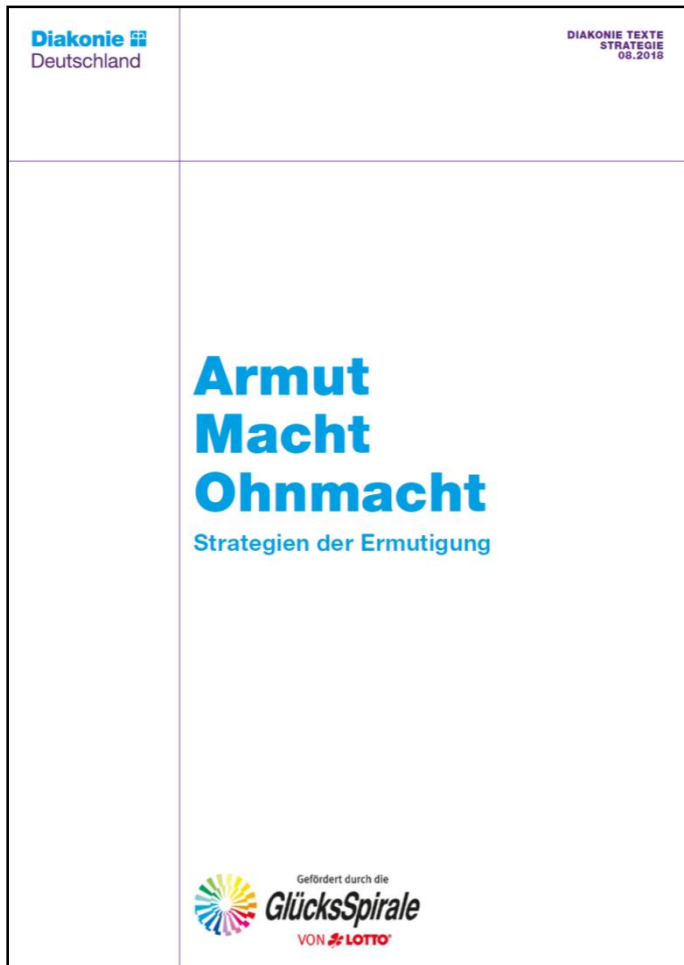 Diakonie
Deutschland
DIAKONIE TEXTE
STRATEGIE
08.2018
Armut
Macht
Ohnmacht
Strategien der Ermutigung
Gefördert durch die
GlücksSpirale
VON LOTTO